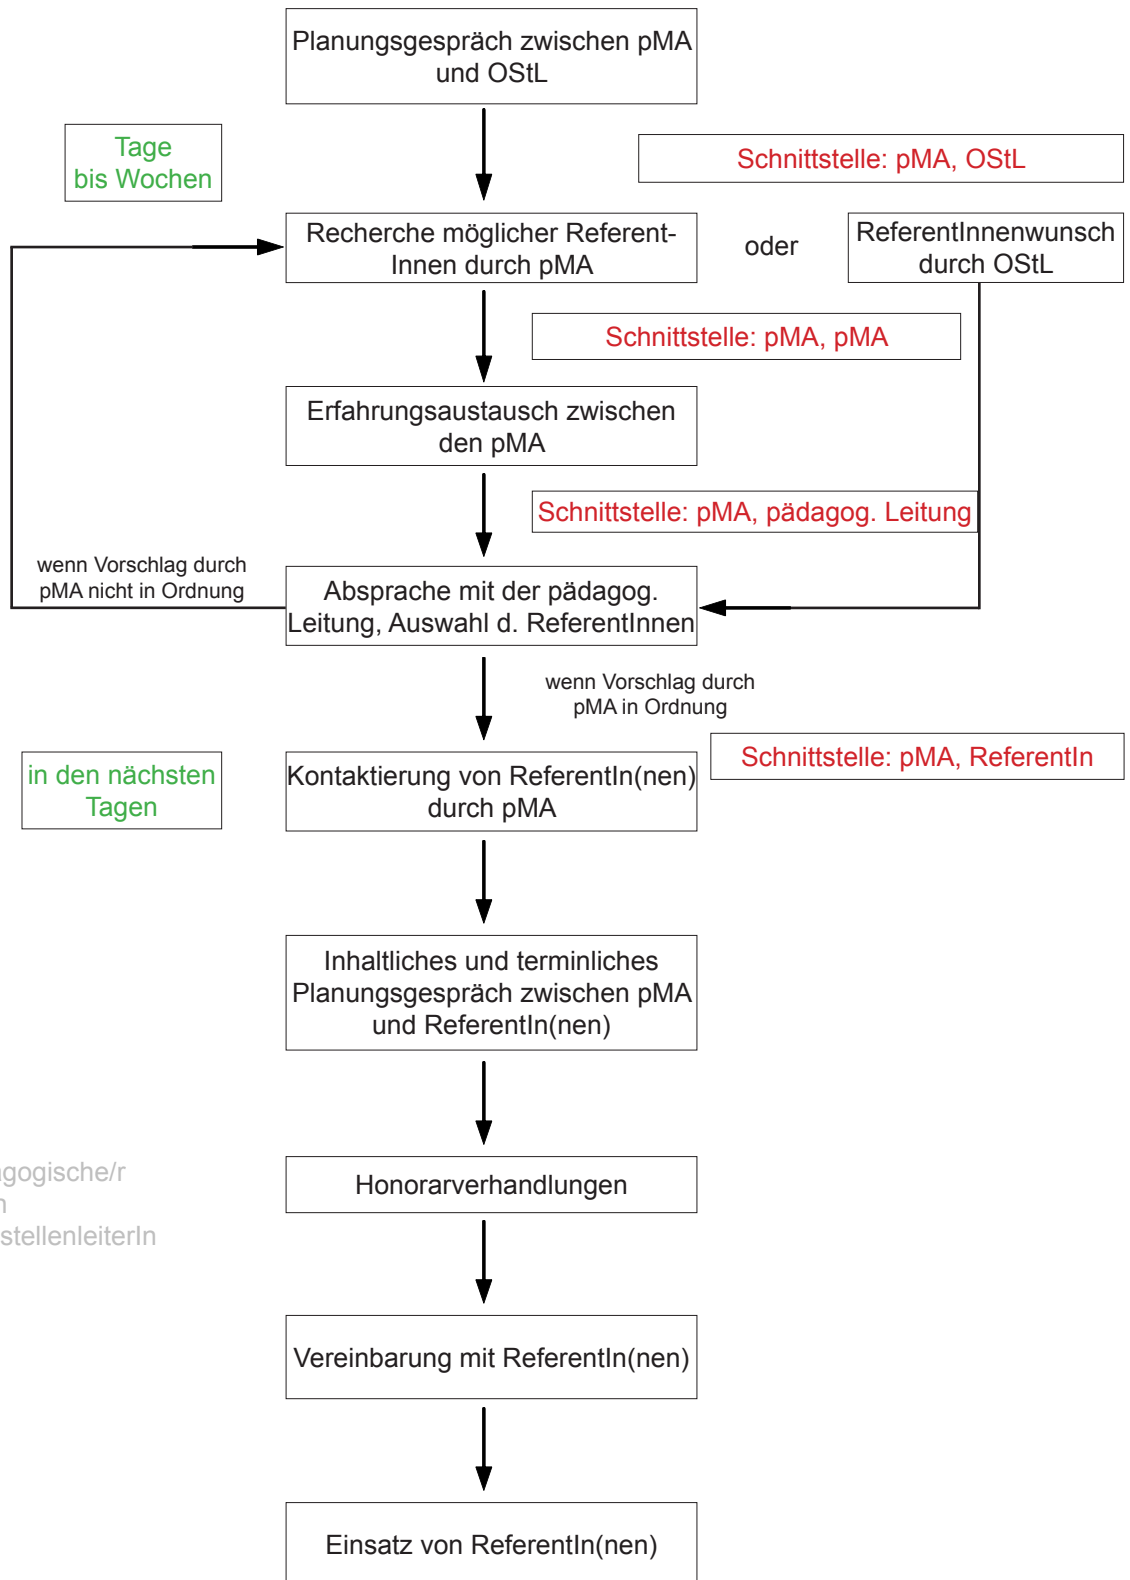 Planungsgespräch zwischen pMA
und OStL
Tage
bis Wochen
Schnittstelle: pMA, OStL
Recherche möglicher Referent-
Innen durch pMA
oder
ReferentInnenwunsch
durch OStL
Schnittstelle: pMA, pMA
Erfahrungsaustausch zwischen
den pMA
Schnittstelle: pMA, pädagog. Leitung
wenn Vorschlag durch
pMA nicht in Ordnung
Absprache mit der pädagog.
Leitung, Auswahl d. ReferentInnen
wenn Vorschlag durch
pMA in Ordnung
Schnittstelle: pMA, ReferentIn
in den nächsten
Tagen
Kontaktierung von ReferentIn(nen)
durch pMA
Inhaltliches und terminliches
Planungsgespräch zwischen pMA
und ReferentIn(nen)
gogische/r
stellenleiterIn
Honorarverhandlungen
Vereinbarung mit ReferentIn(nen)
Einsatz von ReferentIn(nen)